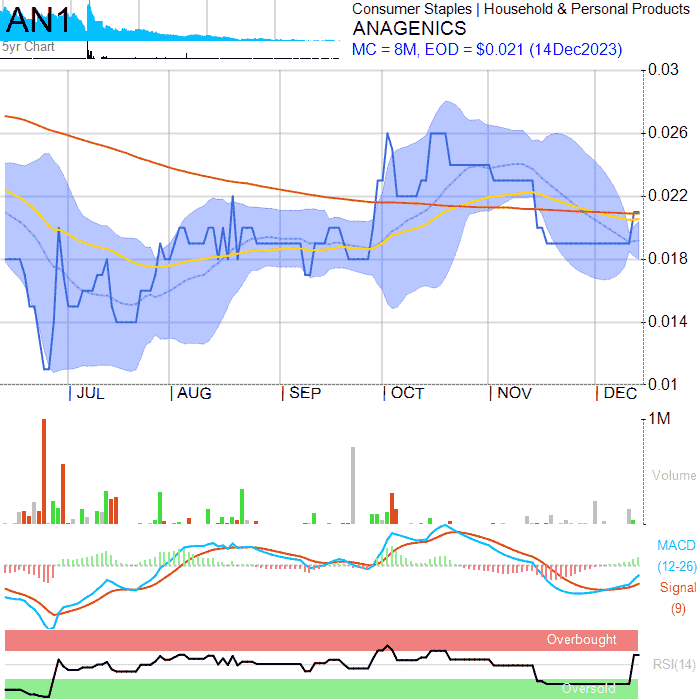 AN1
5yr Chart
Consumer Staples | Household & Personal Products
ANAGENICS
MC = 8M, EOD = $0.021 (14Dec2023)
0.03
0.026
0.022
0.018
0.014
0.01
JUL AUG SEP OCT NOV DEC
1M
Volume
MACD
(12-26)
Signal
(9)
Overbought
RSI(14)
Oversold